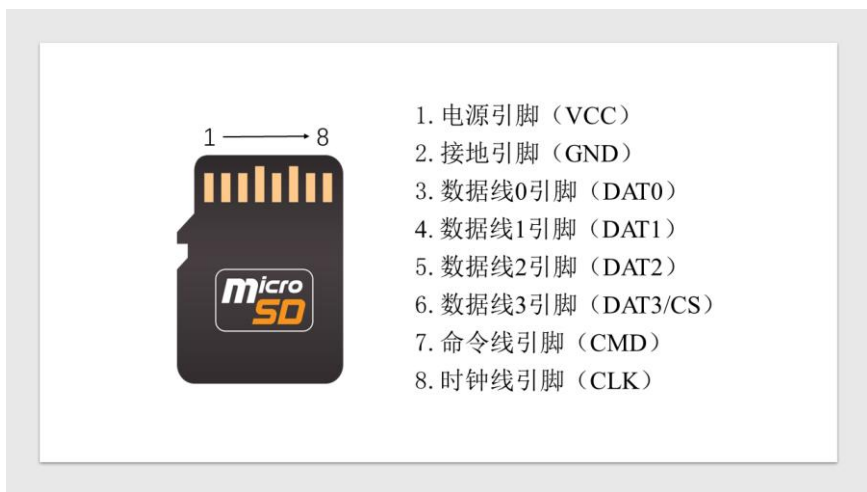 1 8
micro
SD
1. 电源引脚（VCC）
2. 接地引脚（GND）
3. 数据线0引脚（DAT0）
4. 数据线1引脚（DAT1）
5. 数据线2引脚（DAT2）
6. 数据线3引脚（DAT3/CS）
7. 命令线引脚（CMD）
8. 时钟线引脚（CLK）